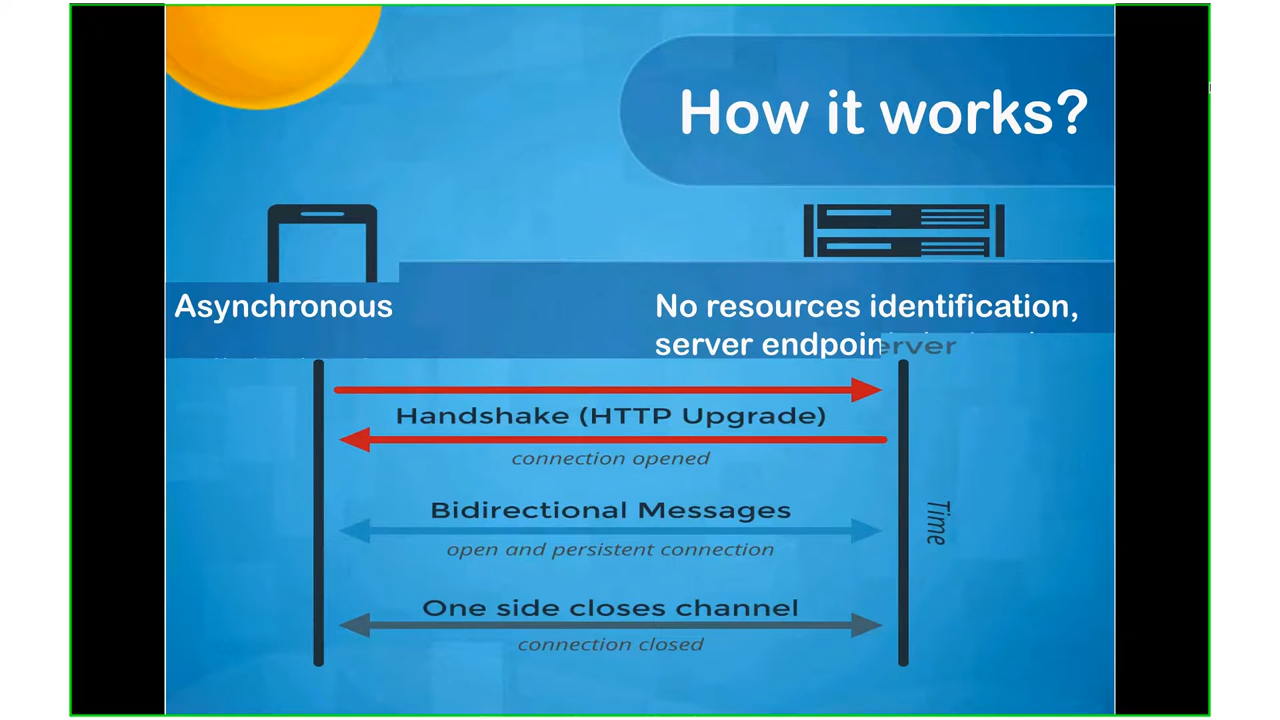 How it works?
Asynchronous
No resources identification,
server endpoin
erver
Handshake (HTTP Upgrade)
connection opened
Bidirectional Messages
open and persistent connection
Time
One side closes channel
connection closed